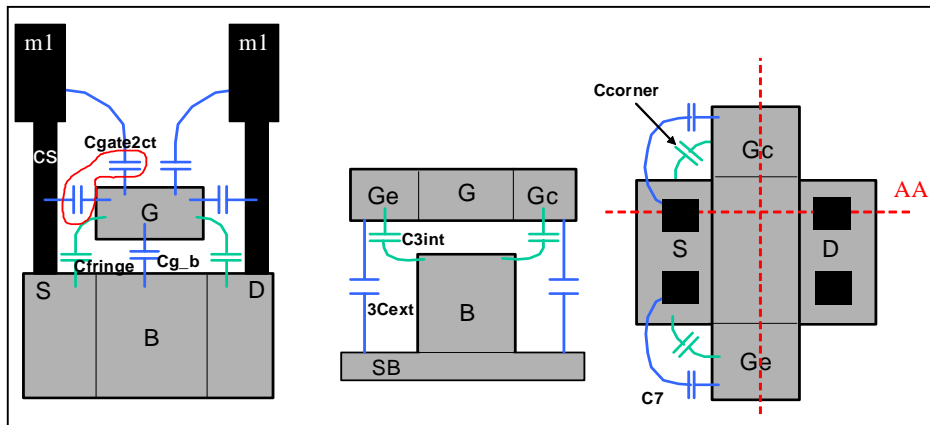 m1
m1
CS
Cgate2ct
G
Cfringe
Cg_b
S
D
B
Ge
G
Gc
C3int
3Cext
B
SB
Ccorner
Gc
AA
S
D
Ge
C7